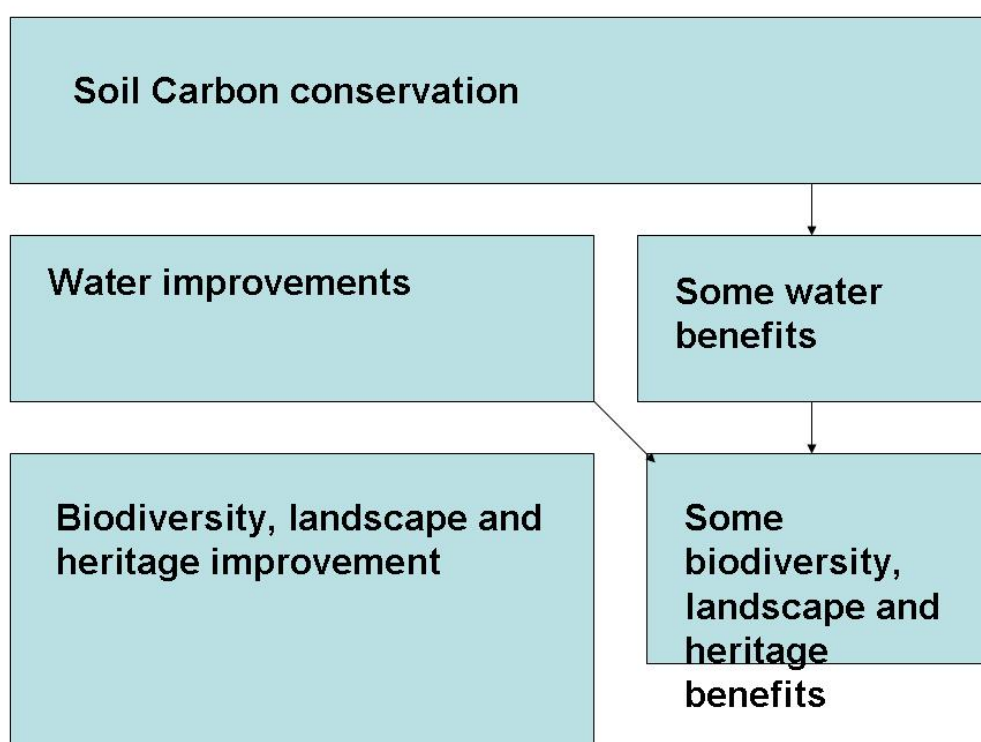 Soil Carbon conservation
Water improvements
Some water
benefits
Biodiversity, landscape and
heritage improvement
Some
biodiversity,
landscape and
heritage
benefits